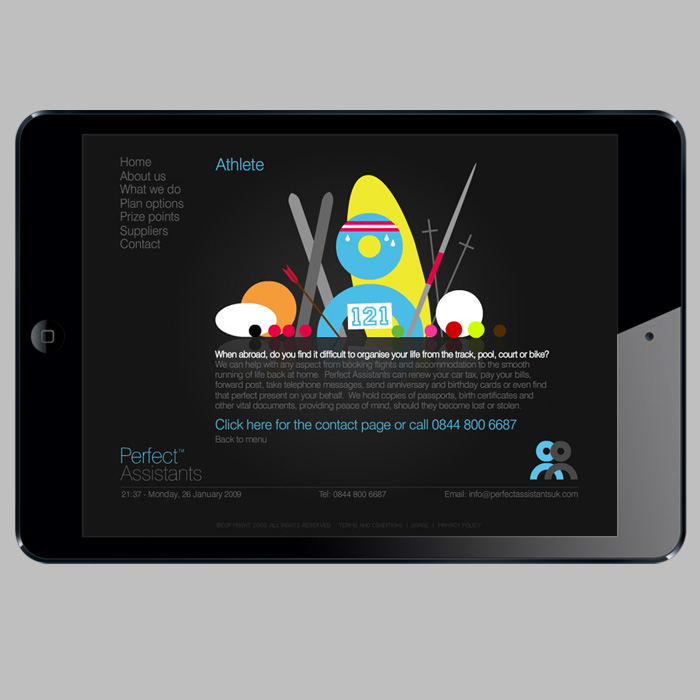 Home
About us
What we do
Plan options
Prize points
Suppliers
Contact
Athlete
121
When abroad, do you find it difficult to organise your life from the track, pool, court or bike?
We can help with any aspect from booking flights and accommodation to the smooth
running of life back at home. Perfect Assistants can renew your car tax, pay your bills,
forward post, take telephone messages, send anniversary and birthday cards or even find
that perfect present on your behalf. We hold copies of passports, birth certificates and
other vital documents, providing peace of mind, should they become lost or stolen.
Click here for the contact page or call 0844 800 6687
Back to menu
Perfect™
Assistants
21:37 - Monday, 26 January 2009 Tel: 0844 800 6687 Email: info@perfectassistantsuk.com
©COPYRIGHT 2009 ALL RIGHTS RESERVED TERMS AND CONDITIONS | USAGE | PRIVACY POLICY